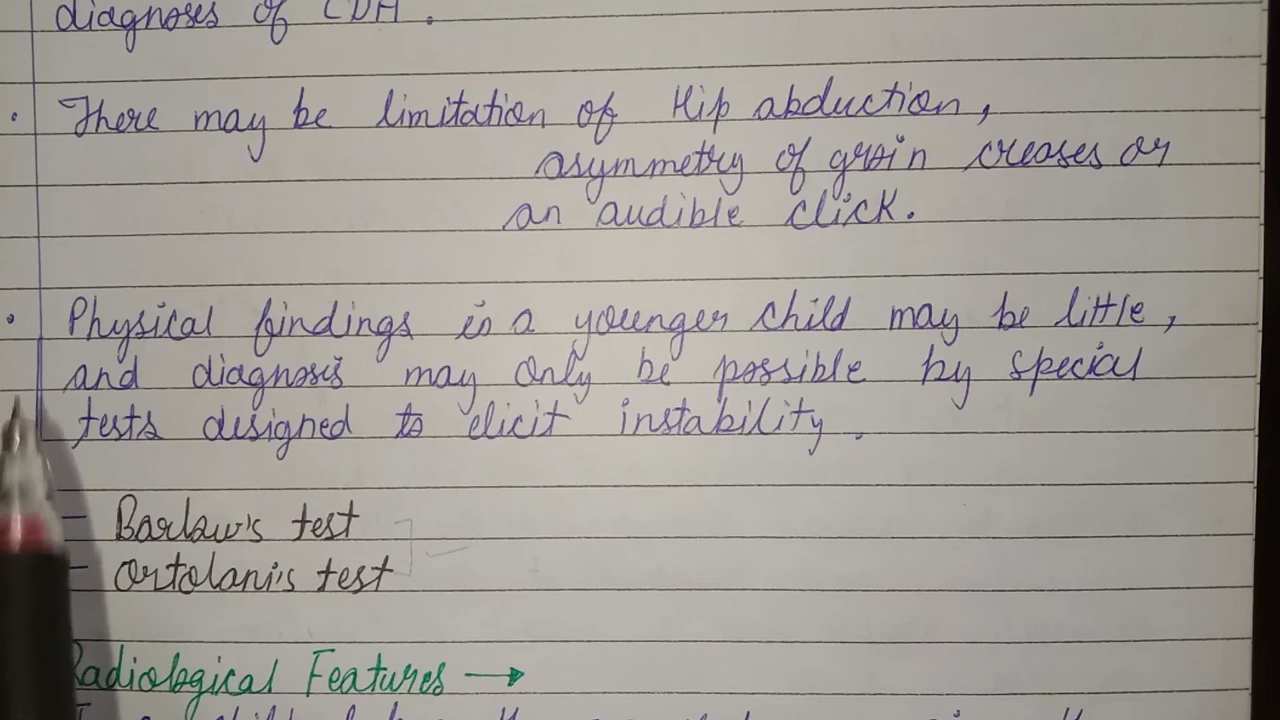 diagnoses of CDH.
• There may be limitation of Hip abduction,
asymmetry of groin creases or
an audible click.
• Physical findings in a younger child may be little,
and diagnosis may only be possible by special
tests designed to elicit instability.
- Barlow's test
- Ortolani's test
Radiological Features →